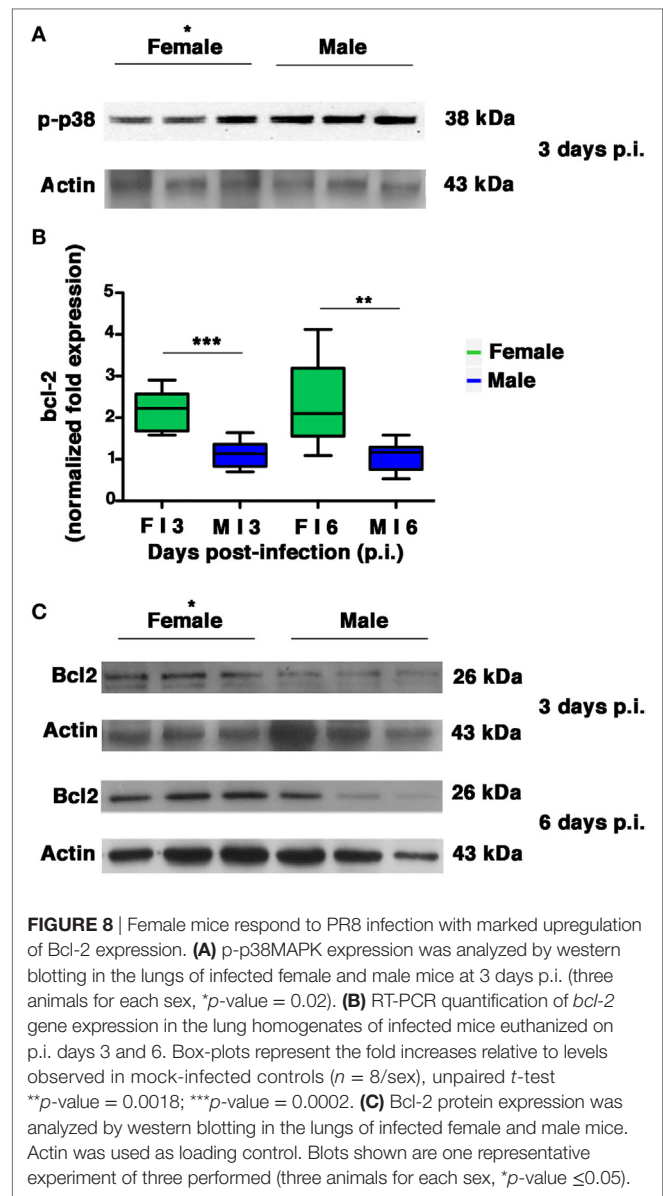 A
*
Female Male
p-p38 38 kDa
3 days p.i.
Actin 43 kDa
B
bcl-2
(normalized fold expression)
5
4
3
2
1
0
***
**
Female
Male
F I 3 M I 3 F I 6 M I 6
Days post-infection (p.i.)
C
*
Female Male
Bcl2 26 kDa
3 days p.i.
Actin 43 kDa
Bcl2 26 kDa
6 days p.i.
Actin 43 kDa
FIGURE 8 | Female mice respond to PR8 infection with marked upregulation
of Bcl-2 expression. (A) p-p38MAPK expression was analyzed by western
blotting in the lungs of infected female and male mice at 3 days p.i. (three
animals for each sex, *p-value = 0.02). (B) RT-PCR quantification of bcl-2
gene expression in the lung homogenates of infected mice euthanized on
p.i. days 3 and 6. Box-plots represent the fold increases relative to levels
observed in mock-infected controls (n = 8/sex), unpaired t-test
**p-value = 0.0018; ***p-value = 0.0002. (C) Bcl-2 protein expression was
analyzed by western blotting in the lungs of infected female and male mice.
Actin was used as loading control. Blots shown are one representative
experiment of three performed (three animals for each sex, *p-value ≤0.05).